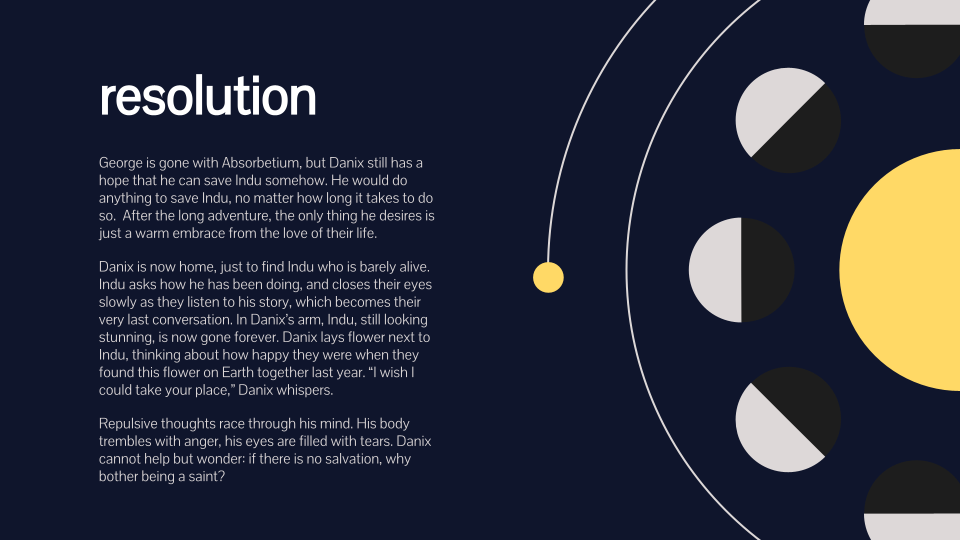 resolution
George is gone with Absorbetium, but Danix still has a
hope that he can save Indu somehow. He would do
anything to save Indu, no matter how long it takes to do
so.  After the long adventure, the only thing he desires is
just a warm embrace from the love of their life.
Danix is now home, just to find Indu who is barely alive.
Indu asks how he has been doing, and closes their eyes
slowly as they listen to his story, which becomes their
very last conversation. In Danix’s arm, Indu, still looking
stunning, is now gone forever. Danix lays flower next to
Indu, thinking about how happy they were when they
found this flower on Earth together last year. “I wish I
could take your place,” Danix whispers.
Repulsive thoughts race through his mind. His body
trembles with anger, his eyes are filled with tears. Danix
cannot help but wonder: if there is no salvation, why
bother being a saint?